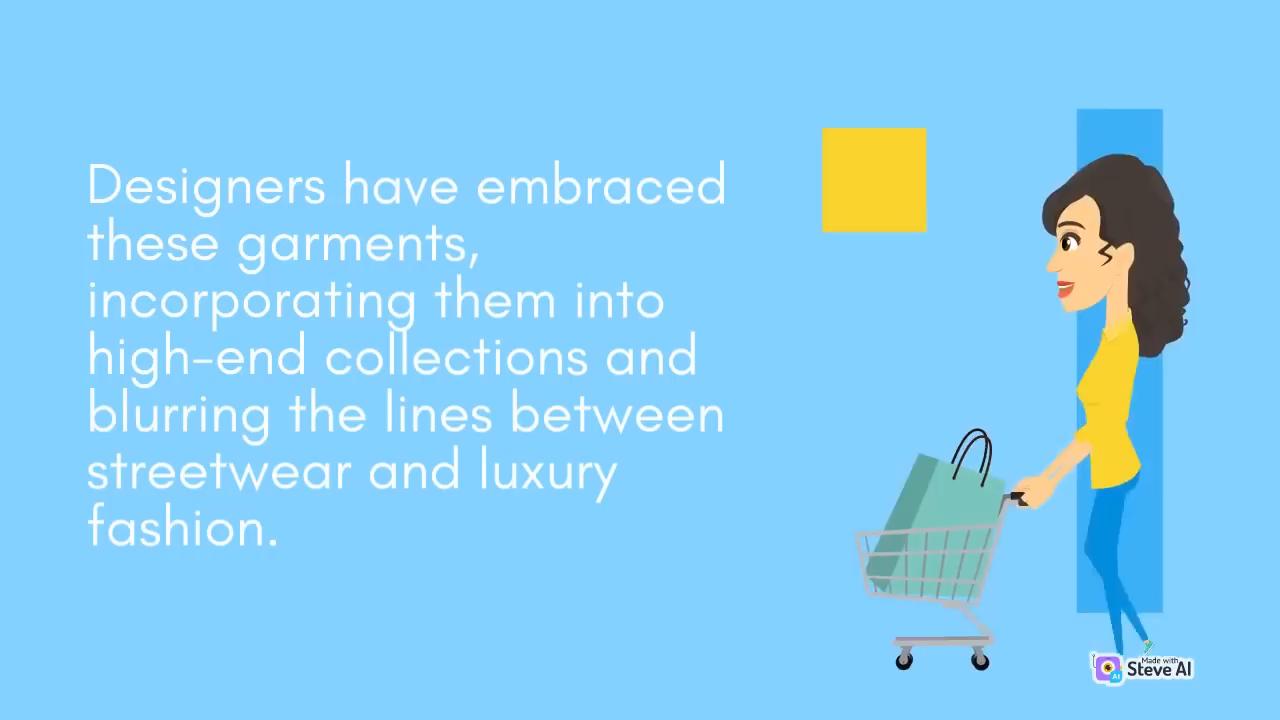 Designers have embraced
these garments,
incorporating them into
high-end collections and
blurring the lines between
streetwear and luxury
fashion.
Made with
AI
Steve AI